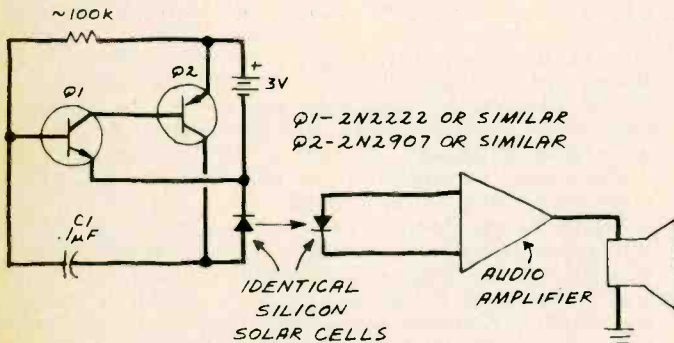 ~100k
Q1
Q2
+
3V
Q1-2N2222 OR SIMILAR
Q2-2N2907 OR SIMILAR
C1
.1µF
IDENTICAL
SILICON
SOLAR CELLS
AUDIO
AMPLIFIER